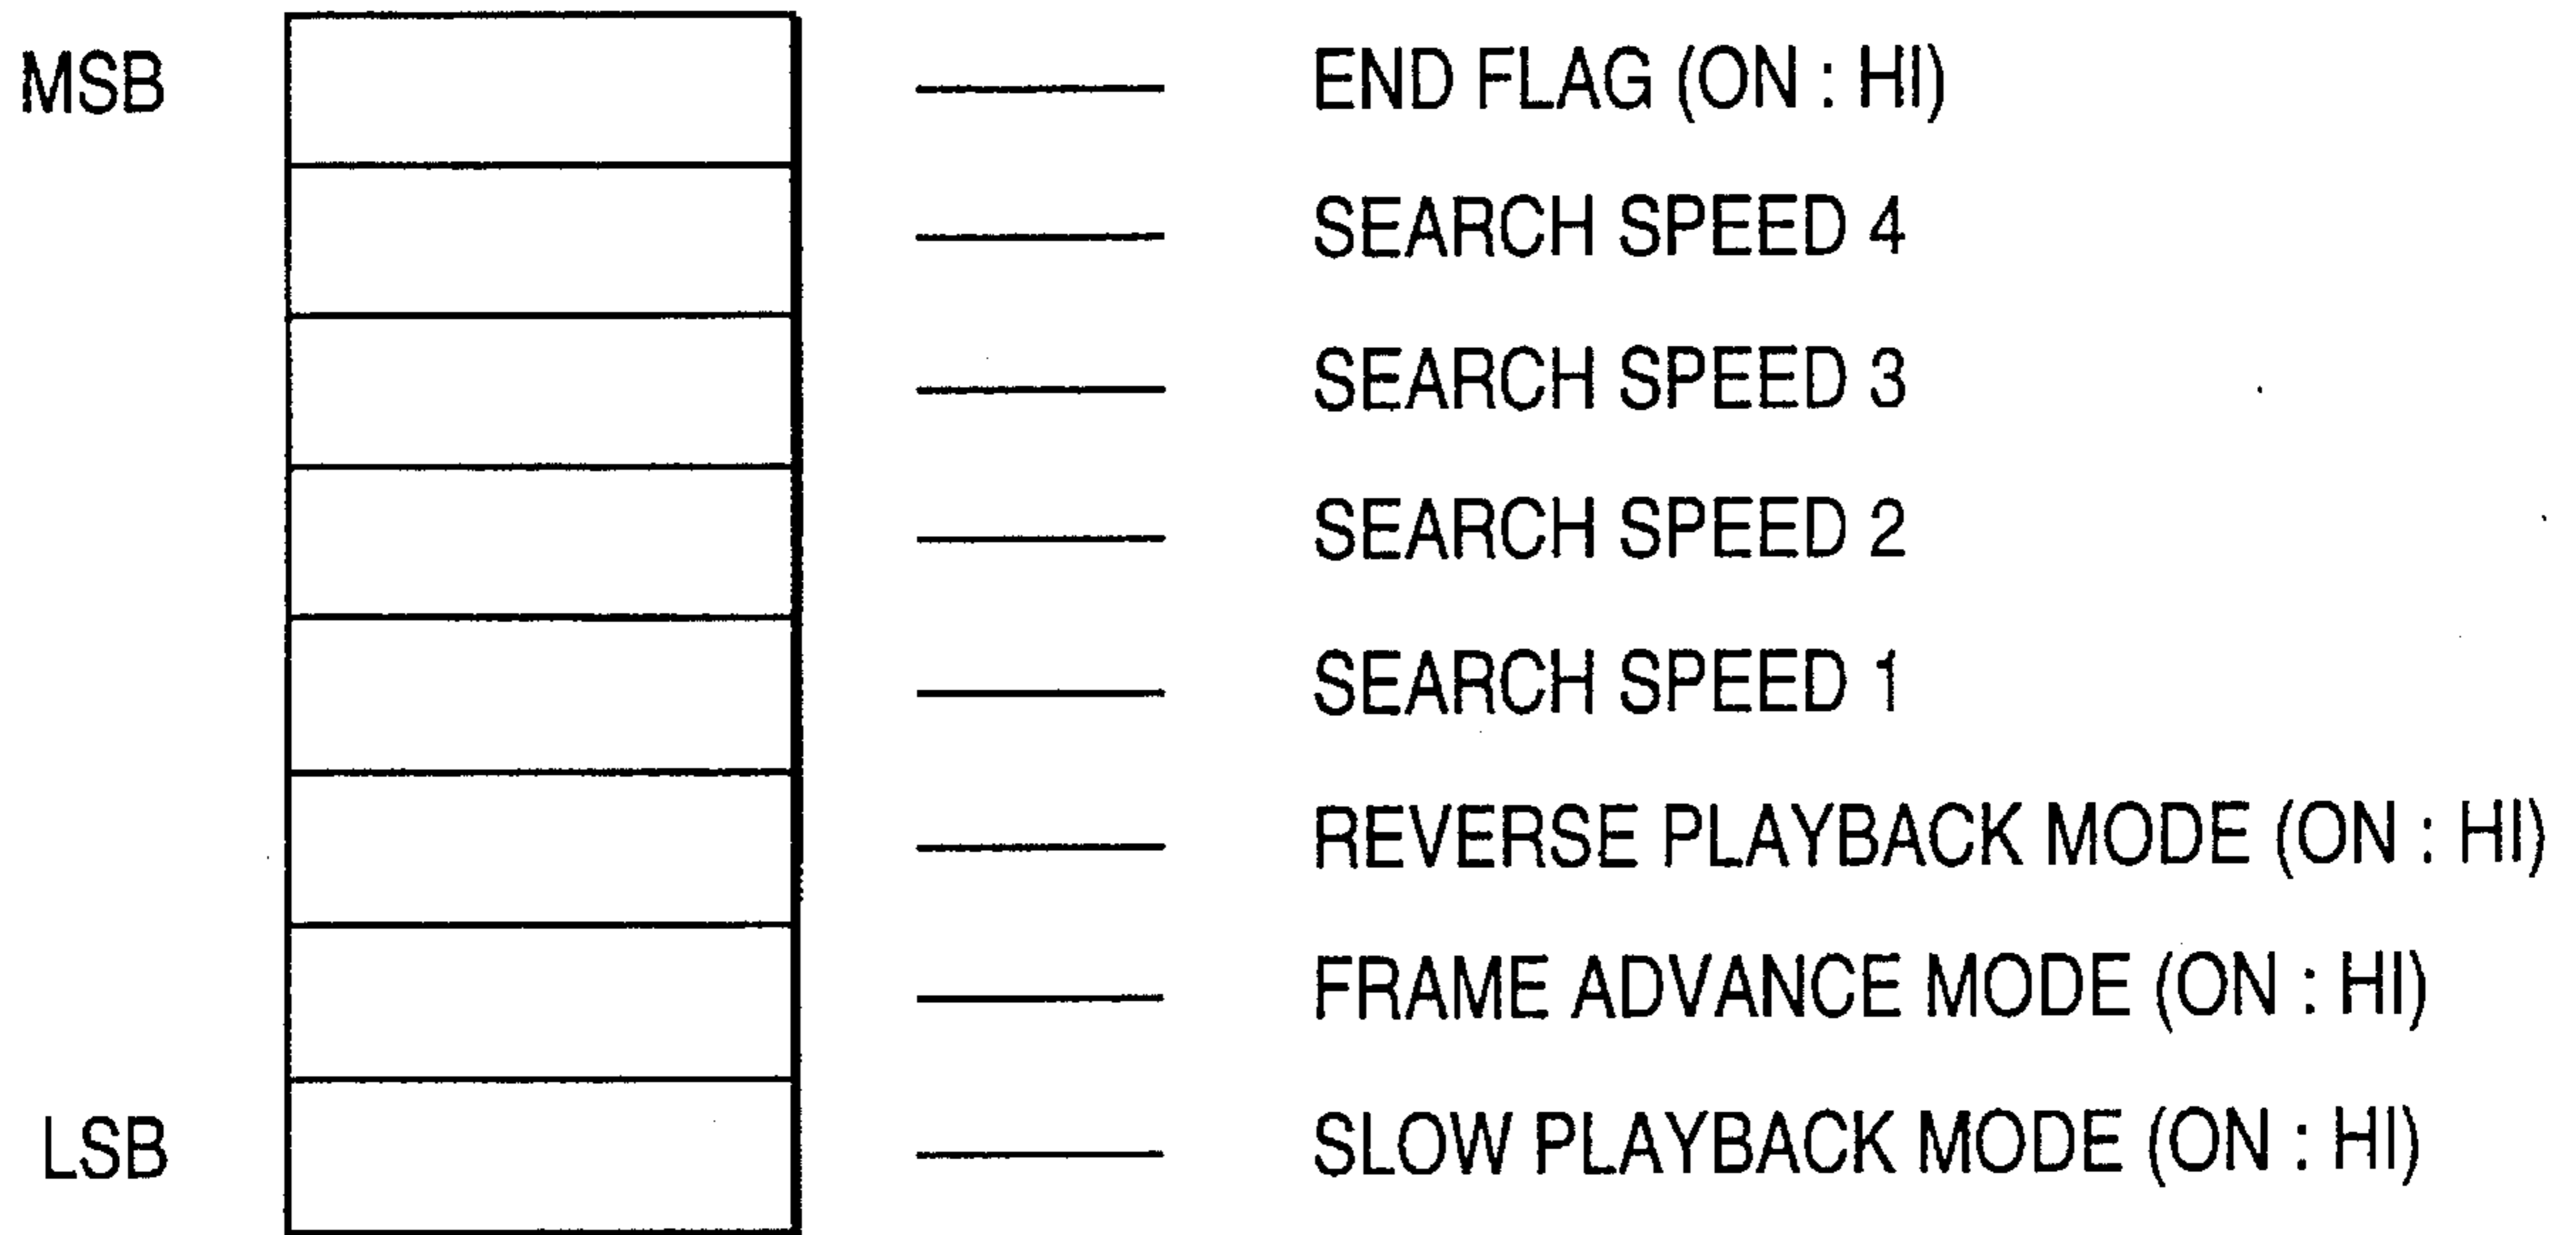 MSB END FLAG (ON : HI)
SEARCH SPEED 4
SEARCH SPEED 3
SEARCH SPEED 2
SEARCH SPEED 1
REVERSE PLAYBACK MODE (ON : HI)
FRAME ADVANCE MODE (ON : HI)
LSB SLOW PLAYBACK MODE (ON : HI)